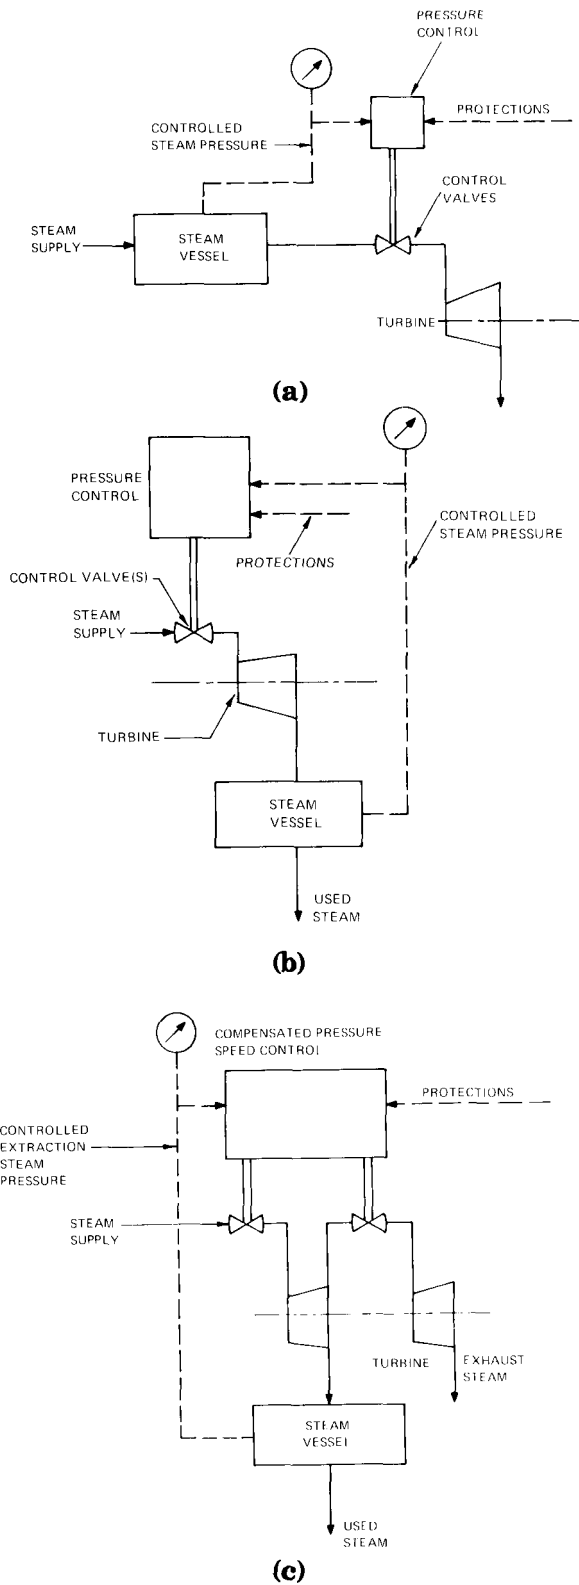 PRESSURE
CONTROL
PROTECTIONS
CONTROLLED
STEAM PRESSURE
CONTROL
VALVES
STEAM
SUPPLY
STEAM
VESSEL
TURBINE
(a)
PRESSURE
CONTROL
CONTROLLED
STEAM PRESSURE
PROTECTIONS
CONTROL VALVE(S)
STEAM
SUPPLY
TURBINE
STEAM
VESSEL
USED
STEAM
(b)
COMPENSATED PRESSURE
SPEED CONTROL
PROTECTIONS
CONTROLLED
EXTRACTION
STEAM
PRESSURE
STEAM
SUPPLY
TURBINE
EXHAUST
STEAM
STEAM
VESSEL
USED
STEAM
(c)